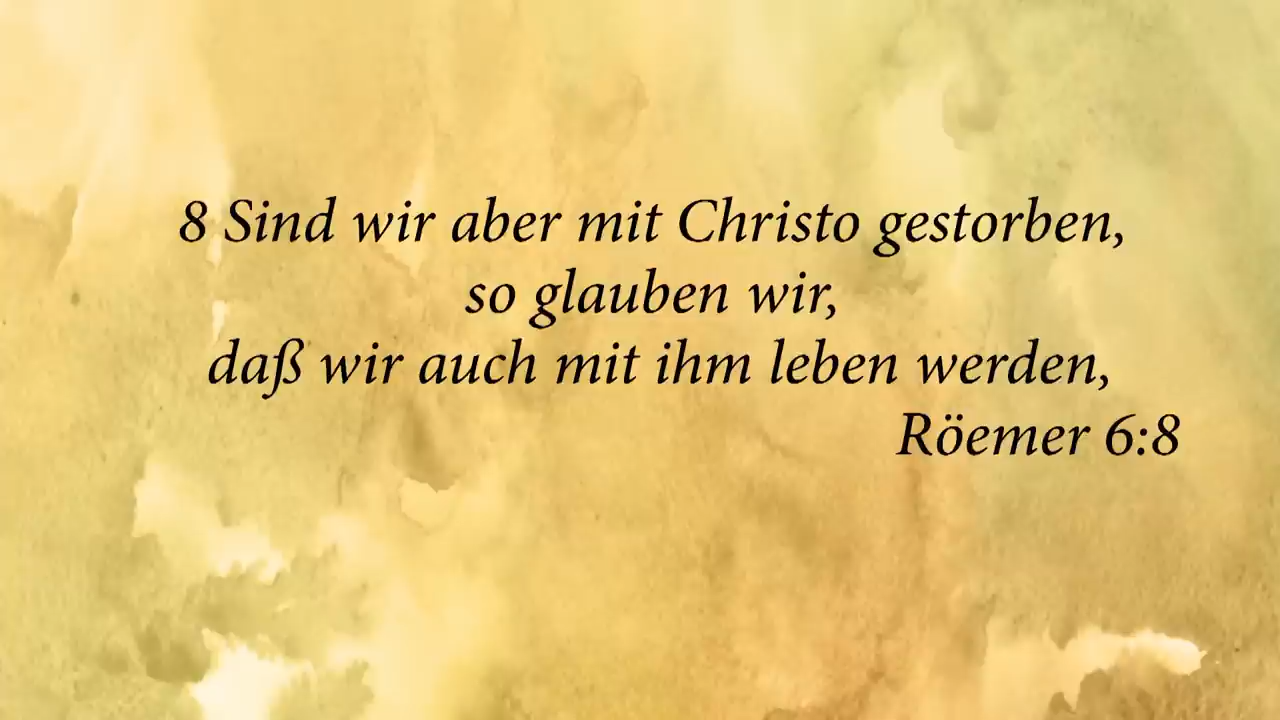 8 Sind wir aber mit Christo gestorben,
so glauben wir,
daß wir auch mit ihm leben werden,
Röemer 6:8